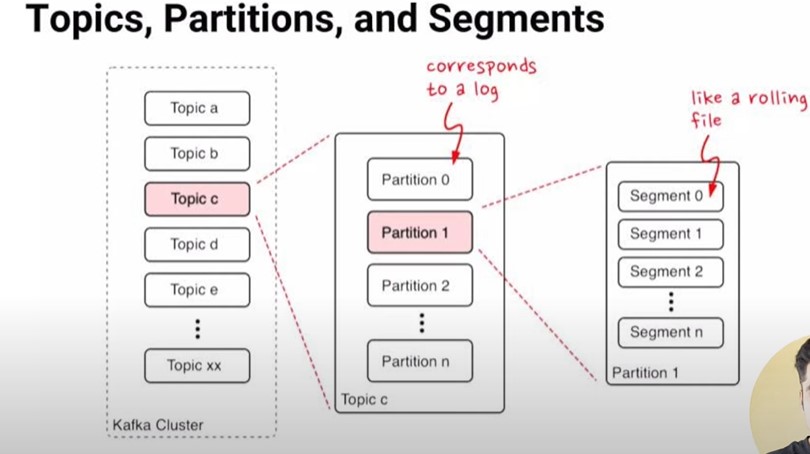 Topics, Partitions, and Segments
corresponds
to a log
like a rolling
file
Topic a
Topic b
Topic c
Topic d
Topic e
Topic xx
Kafka Cluster
Partition 0
Partition 1
Partition 2
Partition n
Topic c
Segment 0
Segment 1
Segment 2
Segment n
Partition 1